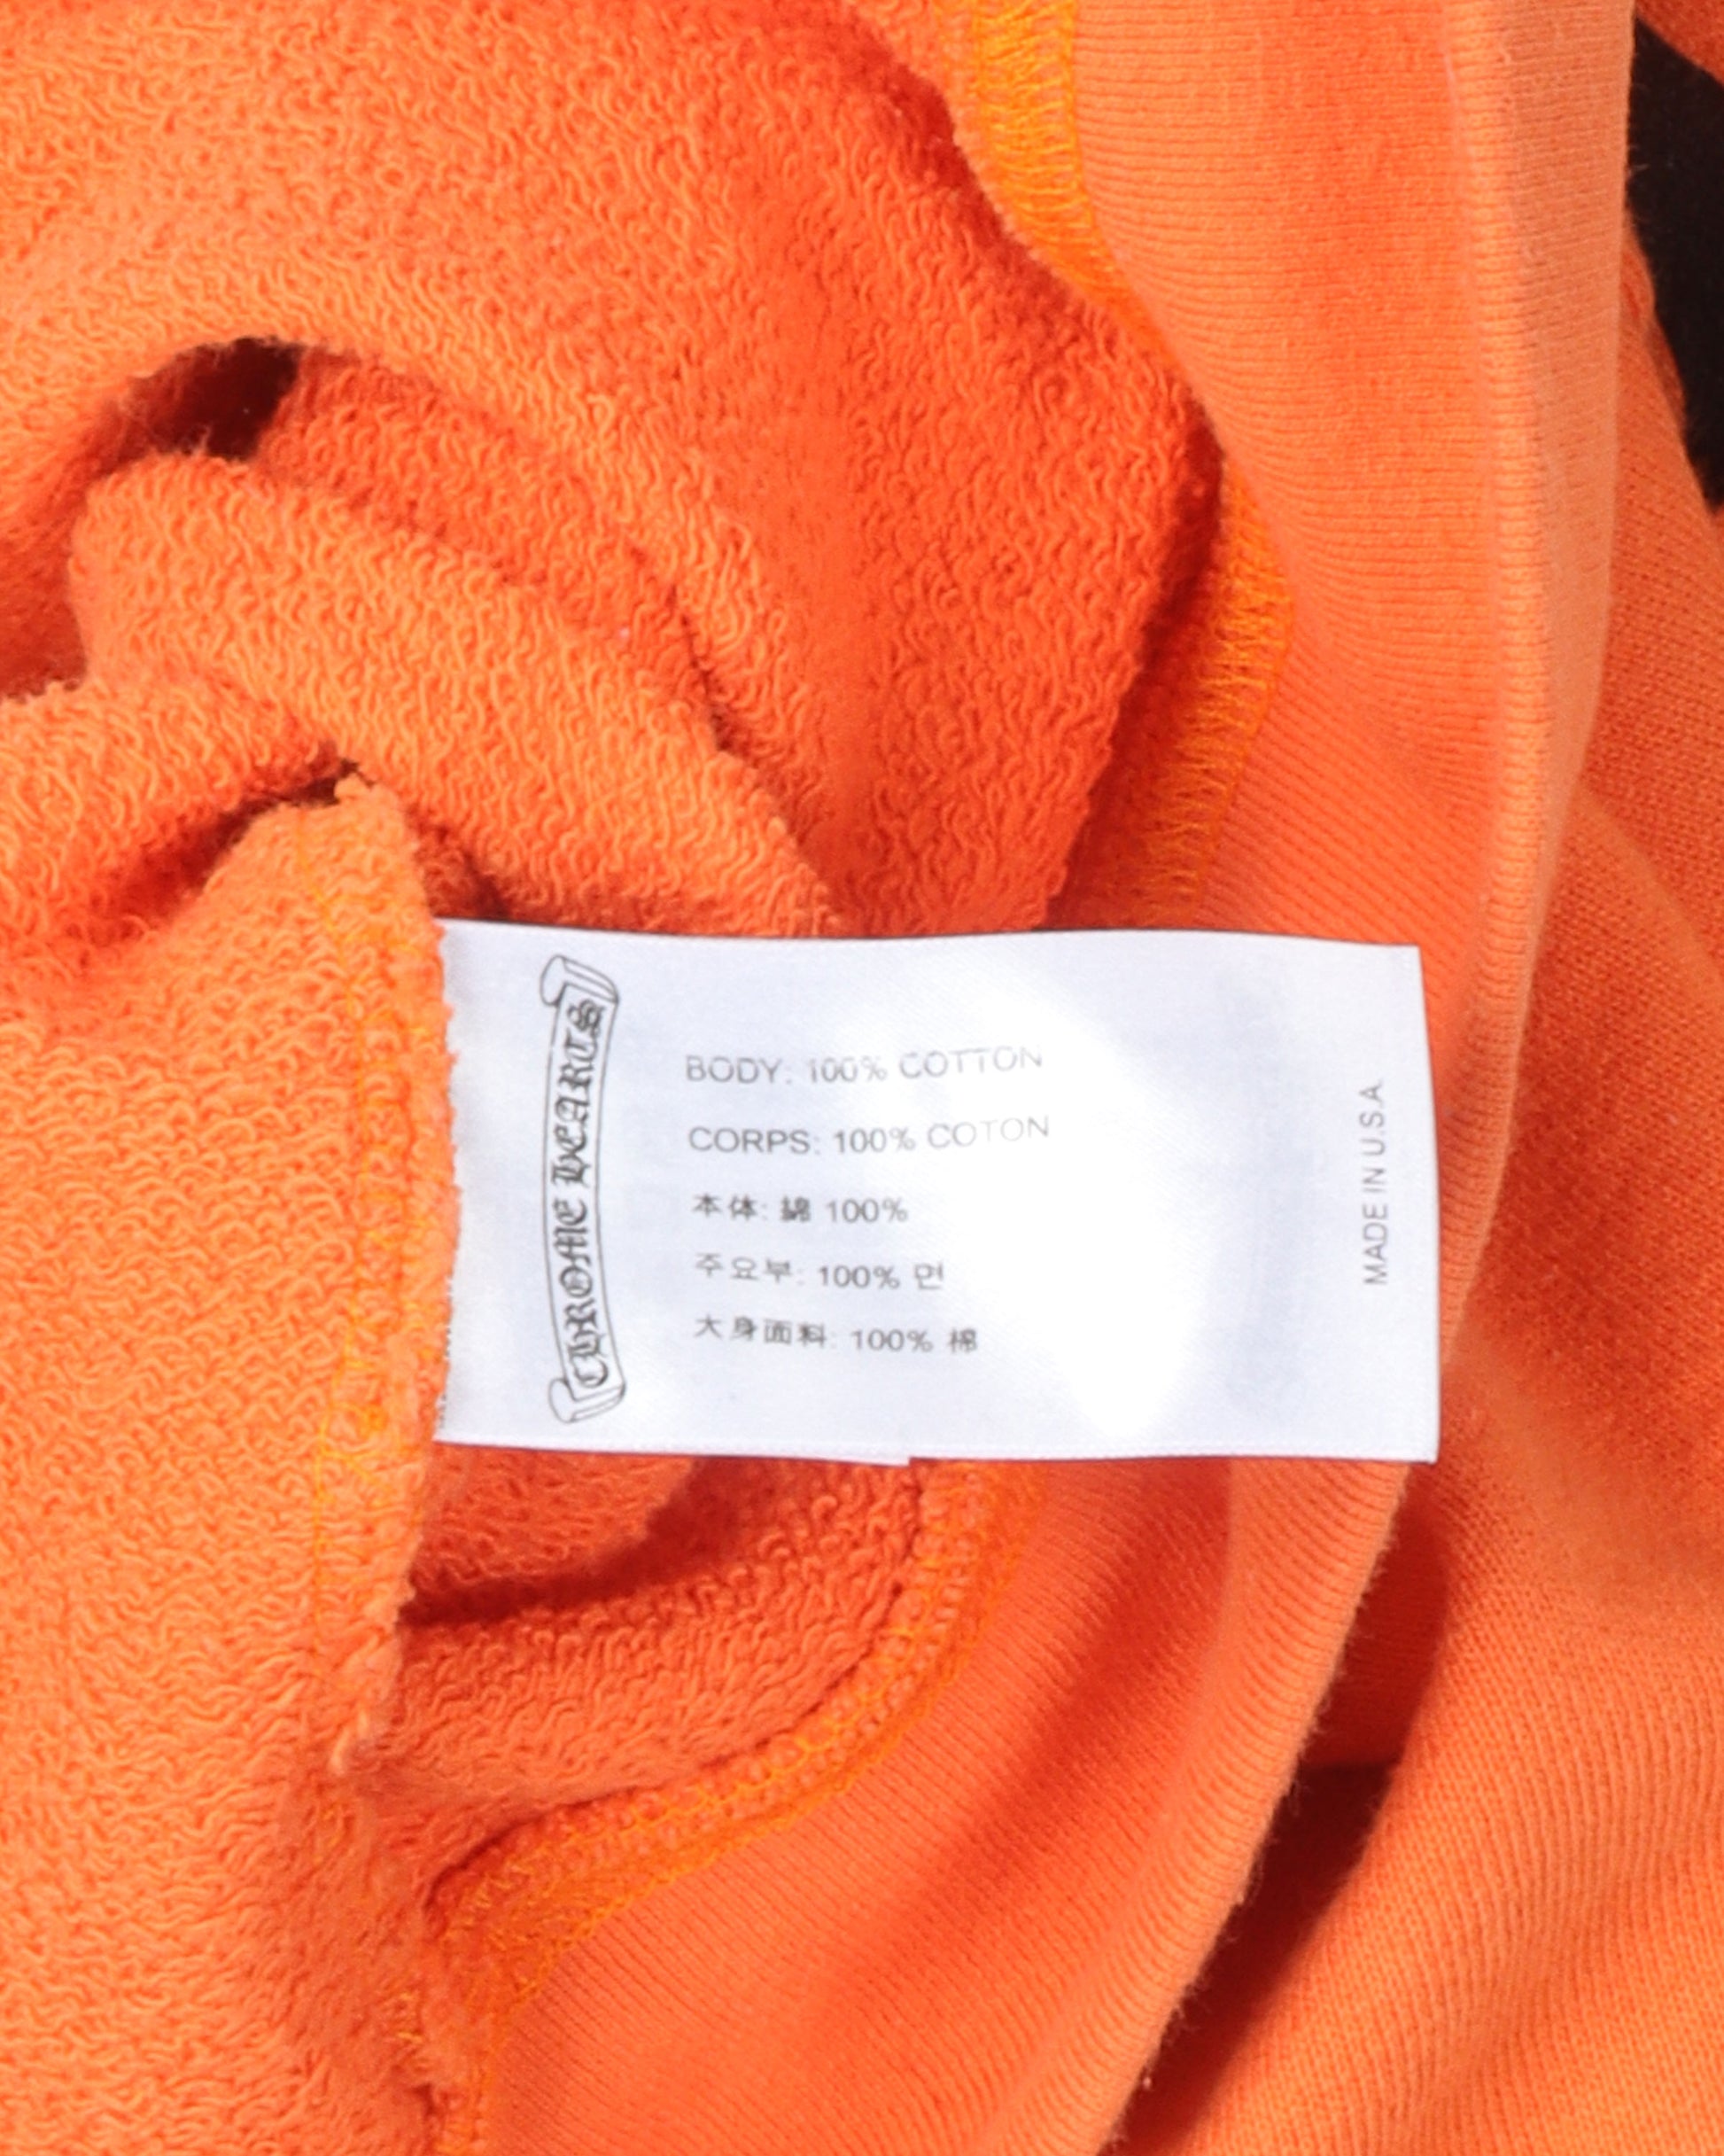 CHROME HEARTS
BODY: 100% COTTON
CORPS: 100% COTON
本体: 綿 100%
주요부: 100% 면
大身面料: 100% 棉
MADE IN U.S.A